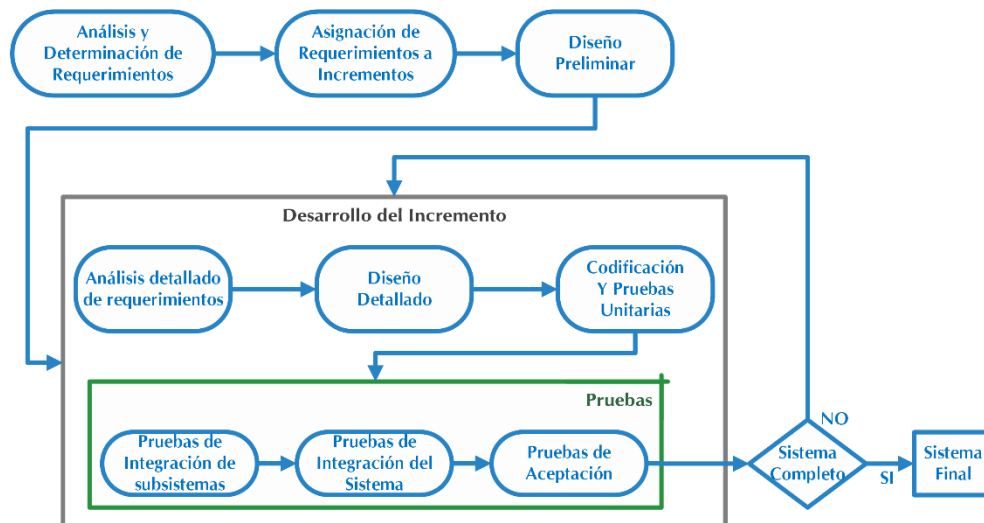 Análisis y
Determinación de
Requerimientos
Asignación de
Requerimientos a
Incrementos
Diseño
Preliminar
Desarrollo del Incremento
Análisis detallado
de requerimientos
Diseño
Detallado
Codificación
Y Pruebas
Unitarias
Pruebas
Pruebas de
Integración de
subsistemas
Pruebas de
Integración del
Sistema
Pruebas de
Aceptación
NO
Sistema
Completo
SI
Sistema
Final